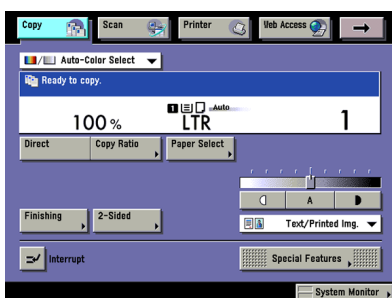 Copy Scan Printer Web Access
Auto-Color Select
Ready to copy.
1 Auto
100 % LTR 1
Direct Copy Ratio Paper Select
A
Finishing 2-Sided Text/Printed Img.
Interrupt Special Features
System Monitor